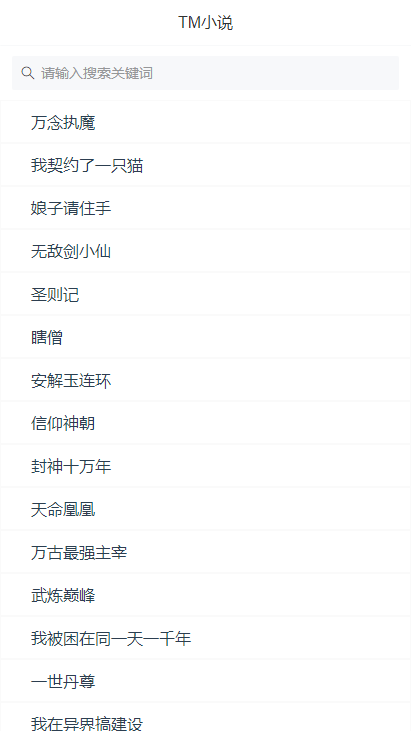 TM小说
请输入搜索关键词
万念执魔
我契约了一只猫
娘子请住手
无敌剑小仙
圣则记
瞎僧
安解玉连环
信仰神朝
封神十万年
天命凰凰
万古最强主宰
武炼巅峰
我被困在同一天一千年
一世丹尊
我在异界搞建设